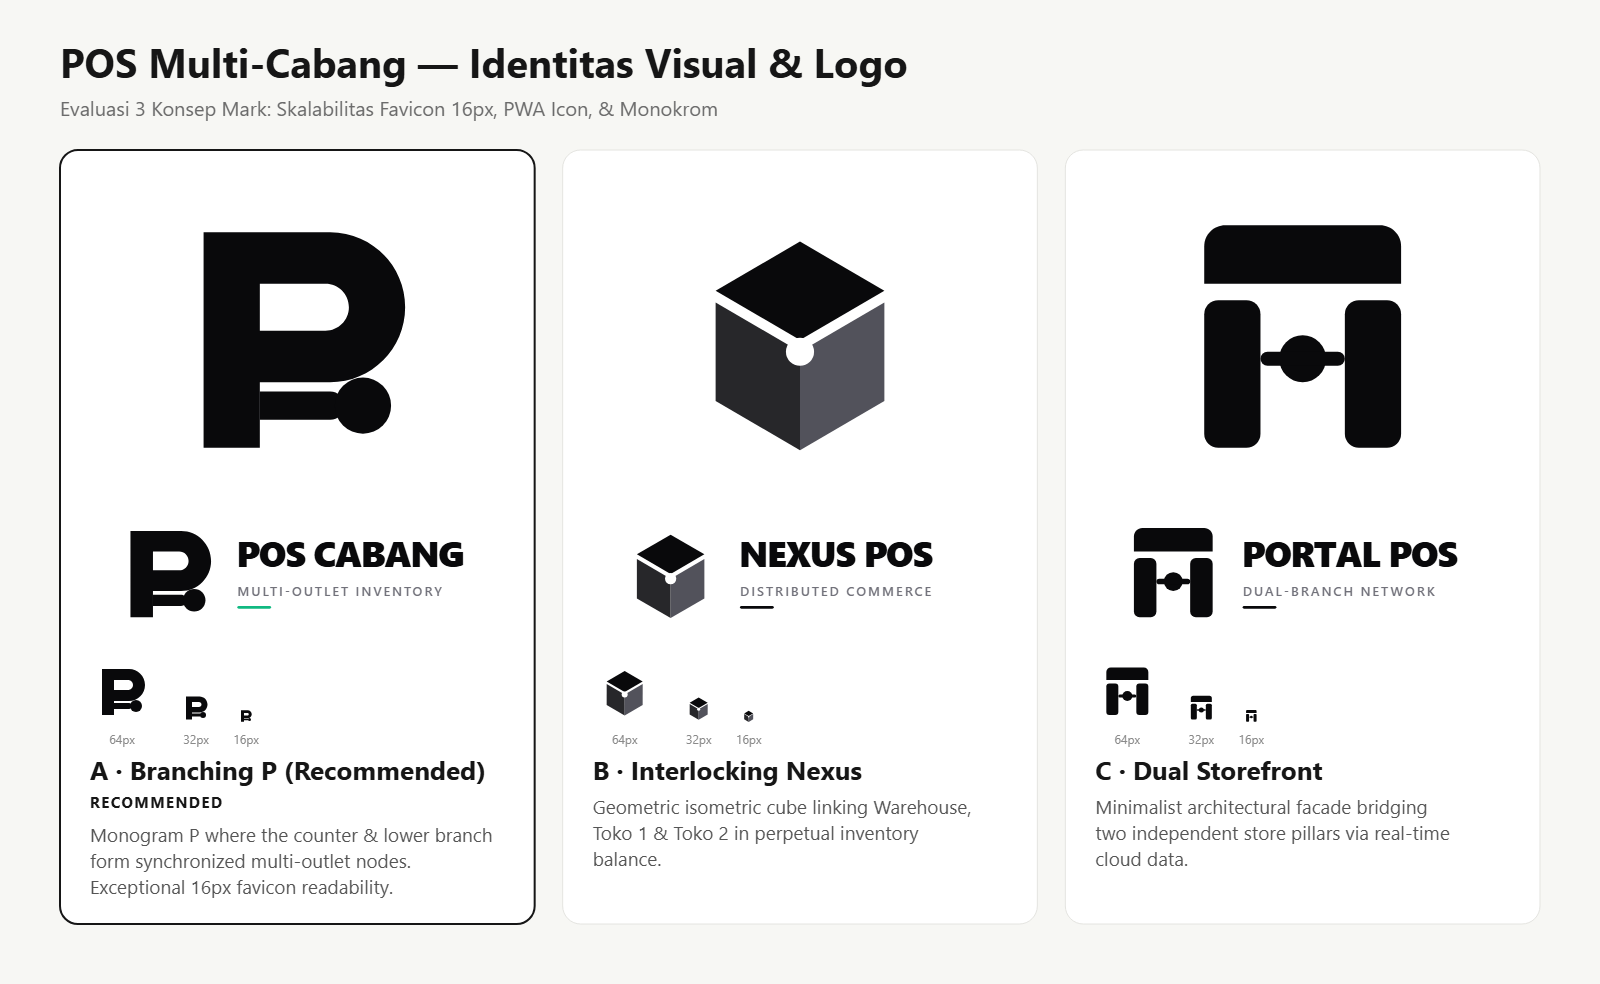 POS Multi-Cabang — Identitas Visual & Logo
Evaluasi 3 Konsep Mark: Skalabilitas Favicon 16px, PWA Icon, & Monokrom
POS CABANG
MULTI-OUTLET INVENTORY
64px 32px 16px
A · Branching P (Recommended)
RECOMMENDED
Monogram P where the counter & lower branch
form synchronized multi-outlet nodes.
Exceptional 16px favicon readability.
NEXUS POS
DISTRIBUTED COMMERCE
64px 32px 16px
B · Interlocking Nexus
Geometric isometric cube linking Warehouse,
Toko 1 & Toko 2 in perpetual inventory
balance.
PORTAL POS
DUAL-BRANCH NETWORK
64px 32px 16px
C · Dual Storefront
Minimalist architectural facade bridging
two independent store pillars via real-time
cloud data.